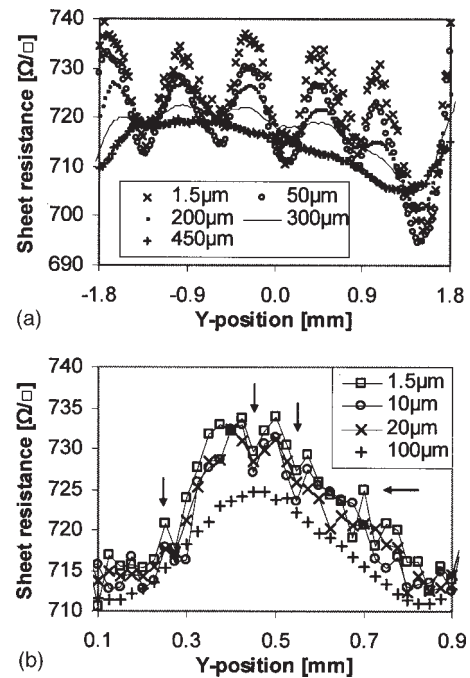 740
730
720
710
700
690
Sheet resistance [Ω/□]
× 1.5µm
o 50µm
▪ 200µm
— 300µm
+ 450µm
-1.8 -0.9 0.0 0.9 1.8
(a) Y-position [mm]
740
735
730
725
720
715
710
Sheet resistance [Ω/□]
1.5µm
10µm
20µm
100µm
0.1 0.3 0.5 0.7 0.9
(b) Y-position [mm]